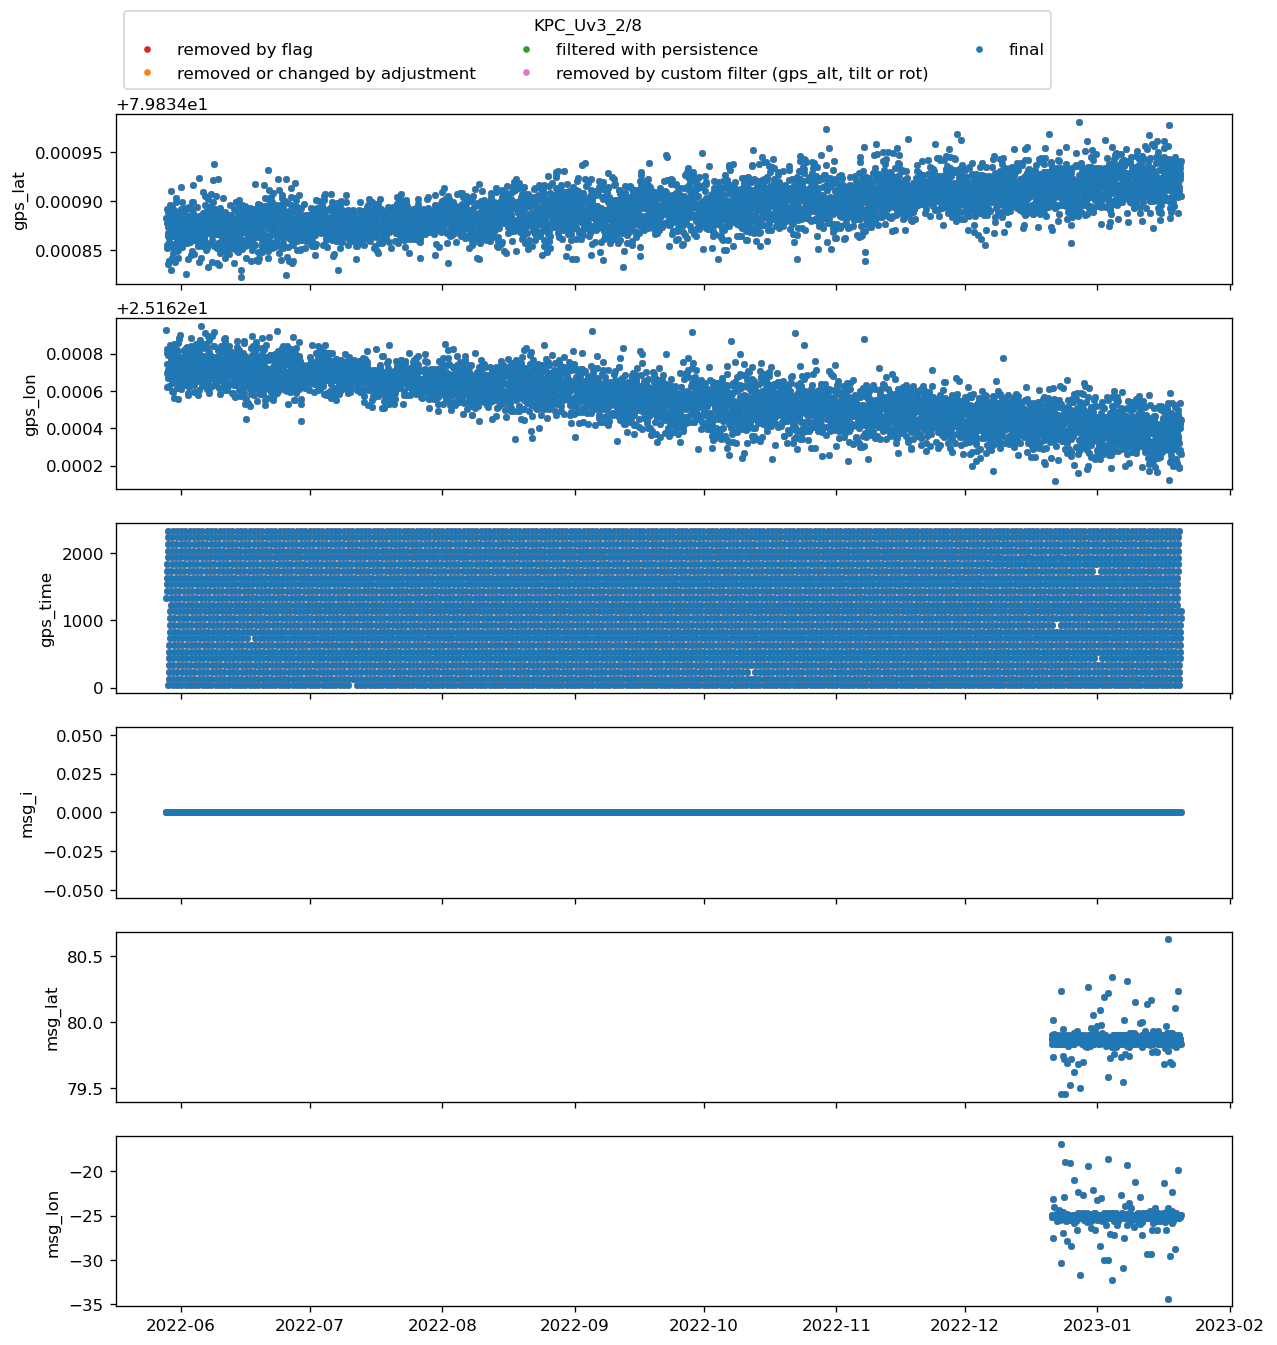 KPC_Uv3_2/8
removed by flag
filtered with persistence
final
removed or changed by adjustment
removed by custom filter (gps_alt, tilt or rot)
+7.9834e1
0.00095
0.00090
0.00085
gps_lat
+2.5162e1
0.0008
0.0006
0.0004
0.0002
gps_lon
2000
1000
0
gps_time
0.050
0.025
0.000
−0.025
−0.050
msg_i
80.5
80.0
79.5
msg_lat
−20
−25
−30
−35
msg_lon
2022-06 2022-07 2022-08 2022-09 2022-10 2022-11 2022-12 2023-01 2023-02